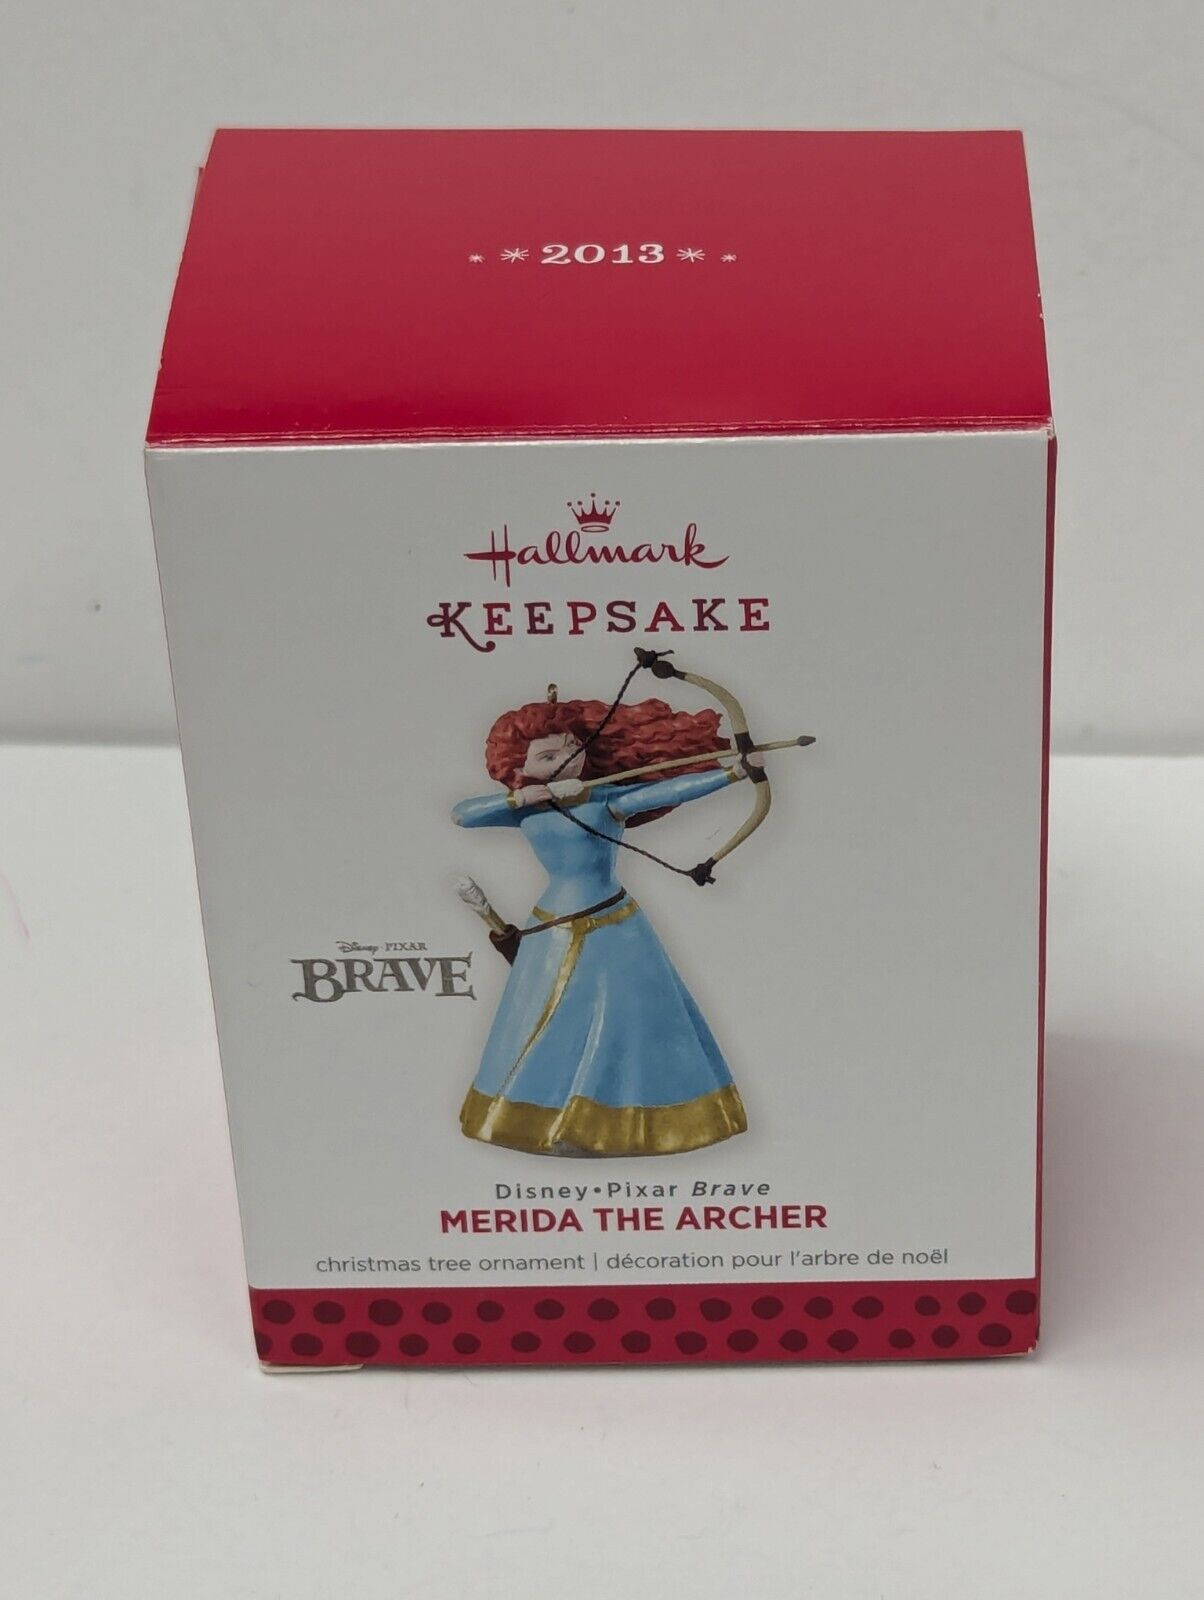 2013
Hallmark
KEEPSAKE
Disney • PIXAR
BRAVE
Disney•Pixar Brave
MERIDA THE ARCHER
christmas tree ornament | décoration pour l'arbre de noël